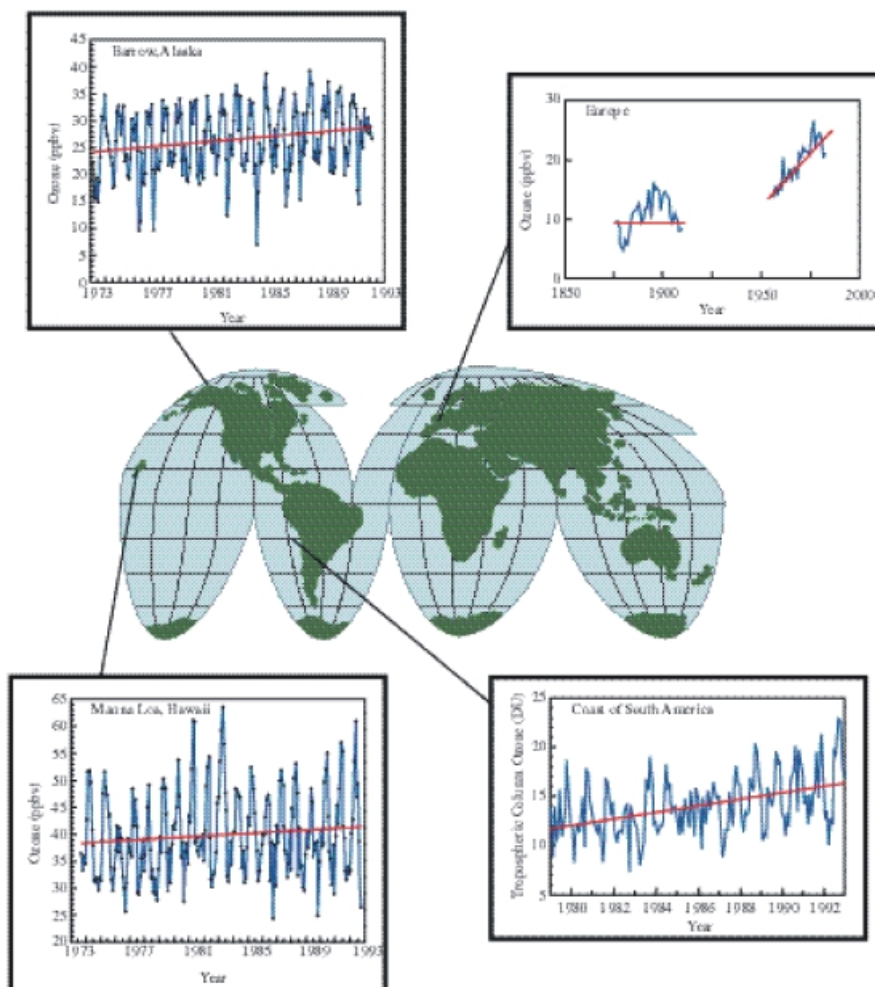 Barrow, Alaska
Ozone (ppbv)
45
40
35
30
25
20
15
10
5
0
1973 1977 1981 1985 1989 1993
Year
Europe
Ozone (ppbv)
30
20
10
0
1850 1900 1950 2000
Year
Mauna Loa, Hawaii
Ozone (ppbv)
65
60
55
50
45
40
35
30
25
20
1973 1977 1981 1985 1989 1993
Year
Coast of South America
Tropospheric Column Ozone (DU)
25
20
15
10
5
1980 1982 1984 1986 1988 1990 1992
Year